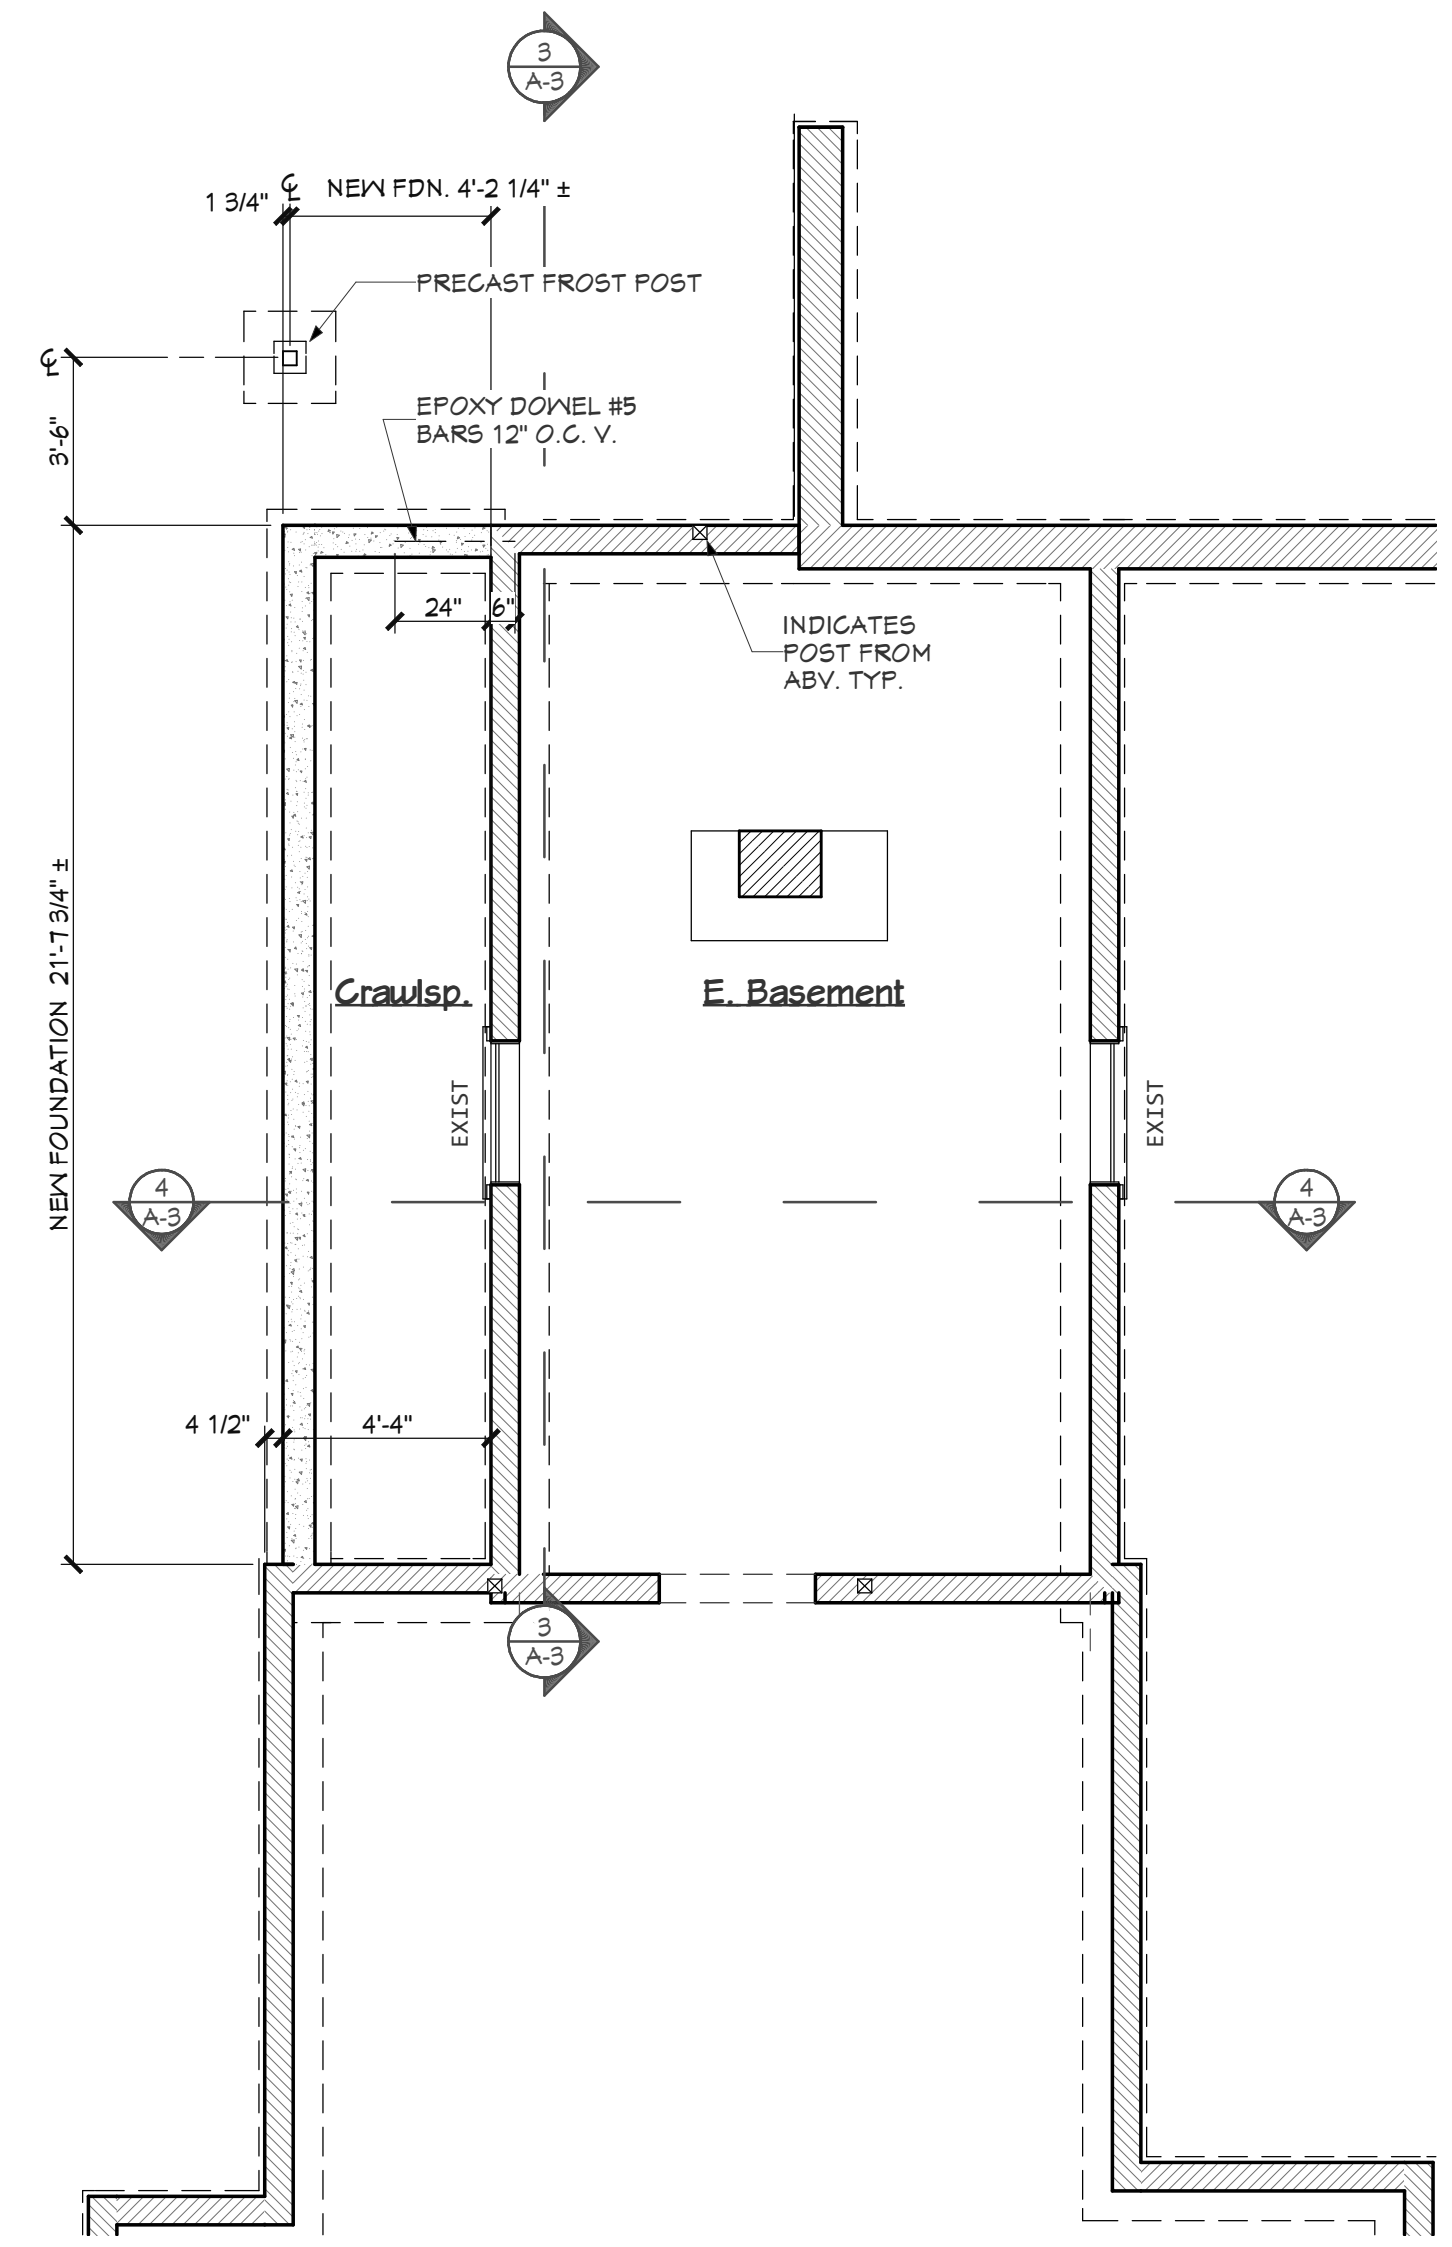 3
A-3
1 3/4"
℄
NEW FDN. 4'-2 1/4" ±
PRECAST FROST POST
℄
3'-6"
EPOXY DOWEL #5
BARS 12" O.C. V.
24"
6"
INDICATES
POST FROM
ABV. TYP.
NEW FOUNDATION 21'-7 3/4" ±
Crawlsp.
E. Basement
EXIST
EXIST
4
A-3
4
A-3
4 1/2"
4'-4"
3
A-3